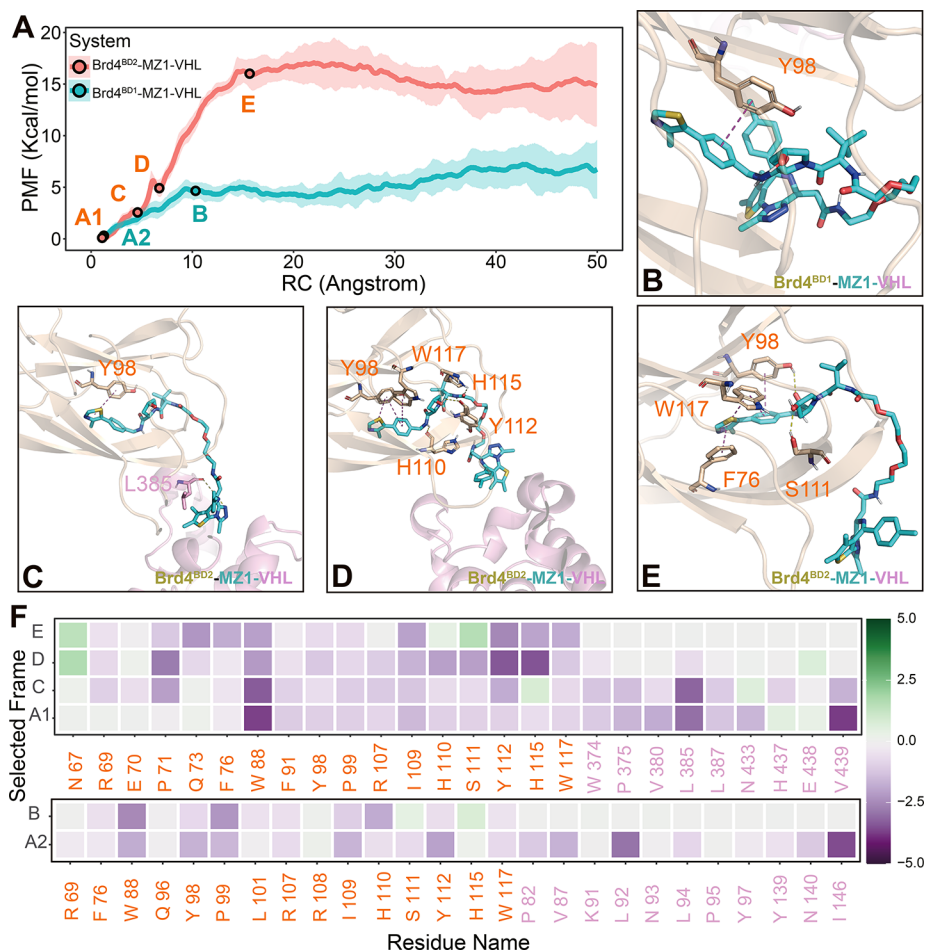 A
PMF (Kcal/mol)
20
15
10
5
0
System
Brd4BD2-MZ1-VHL
Brd4BD1-MZ1-VHL
E
D
C
B
A1
A2
0 10 20 30 40 50
RC (Angstrom)
Y98
B
Brd4BD1-MZ1-VHL
Y98
L385
C
Brd4BD2-MZ1-VHL
Y98
W117
H115
Y112
H110
D
Brd4BD2-MZ1-VHL
Y98
W117
F76
S111
E
Brd4BD2-MZ1-VHL
F
Selected Frame
E
D
C
A1
N 67 R 69 E 70 P 71 Q 73 F 76 W 88 F 91 Y 98 P 99 R 107 I 109 H 110 S 111 Y 112 H 115 W 117 W 374 P 375 V 380 L 385 L 387 N 433 H 437 E 438 V 439
B
A2
R 69 F 76 W 88 Q 96 Y 98 P 99 L 101 R 107 R 108 I 109 H 110 S 111 Y 112 H 115 W 117 P 82 V 87 K 91 L 92 N 93 L 94 P 95 Y 97 Y 139 N 140 I 146
Residue Name
5.0
2.5
0.0
−2.5
−5.0